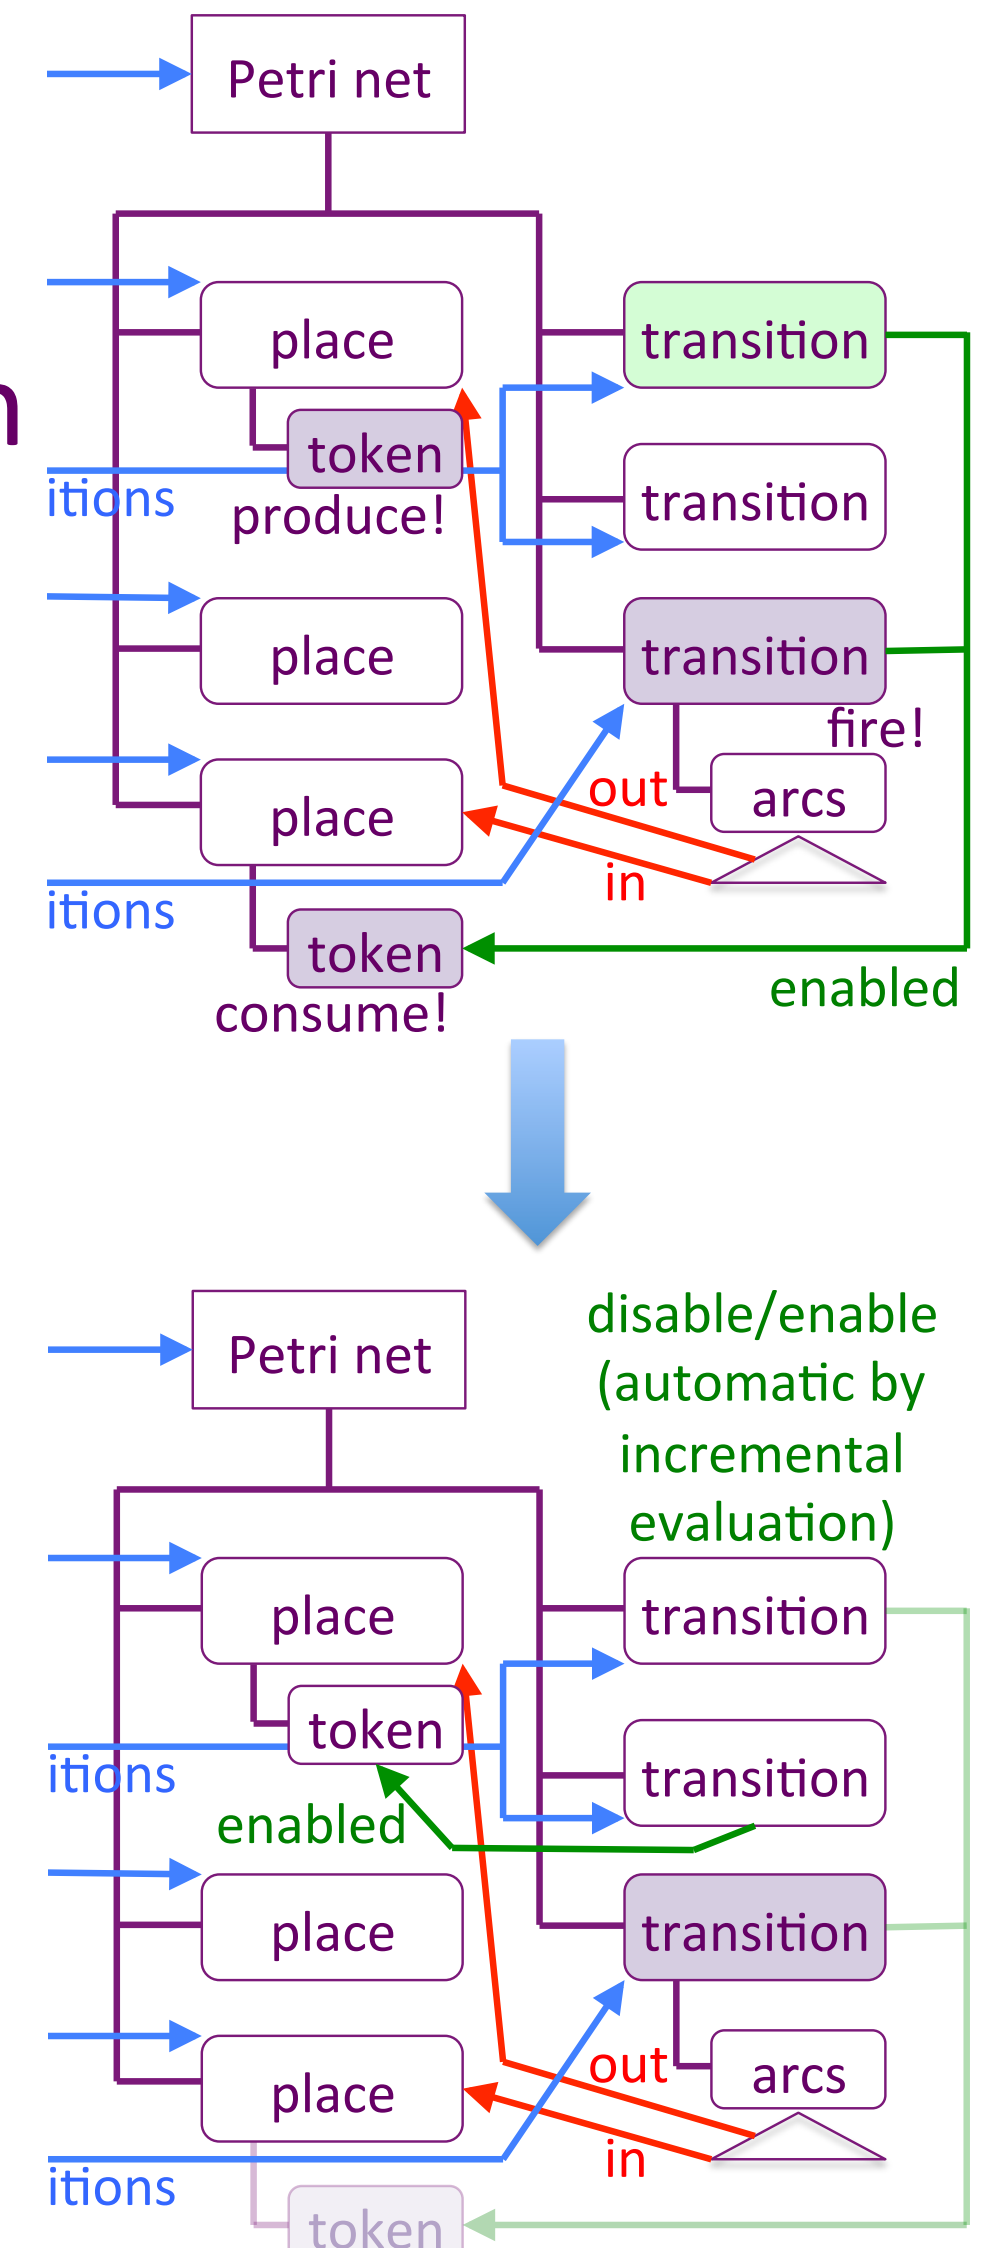 Petri net
place
transition
n
token
itions
produce!
transition
place
transition
fire!
out
place
arcs
in
itions
token
enabled
consume!
disable/enable
Petri net
(automatic by
incremental
evaluation)
place
transition
token
itions
transition
enabled
place
transition
out
place
arcs
in
itions
token